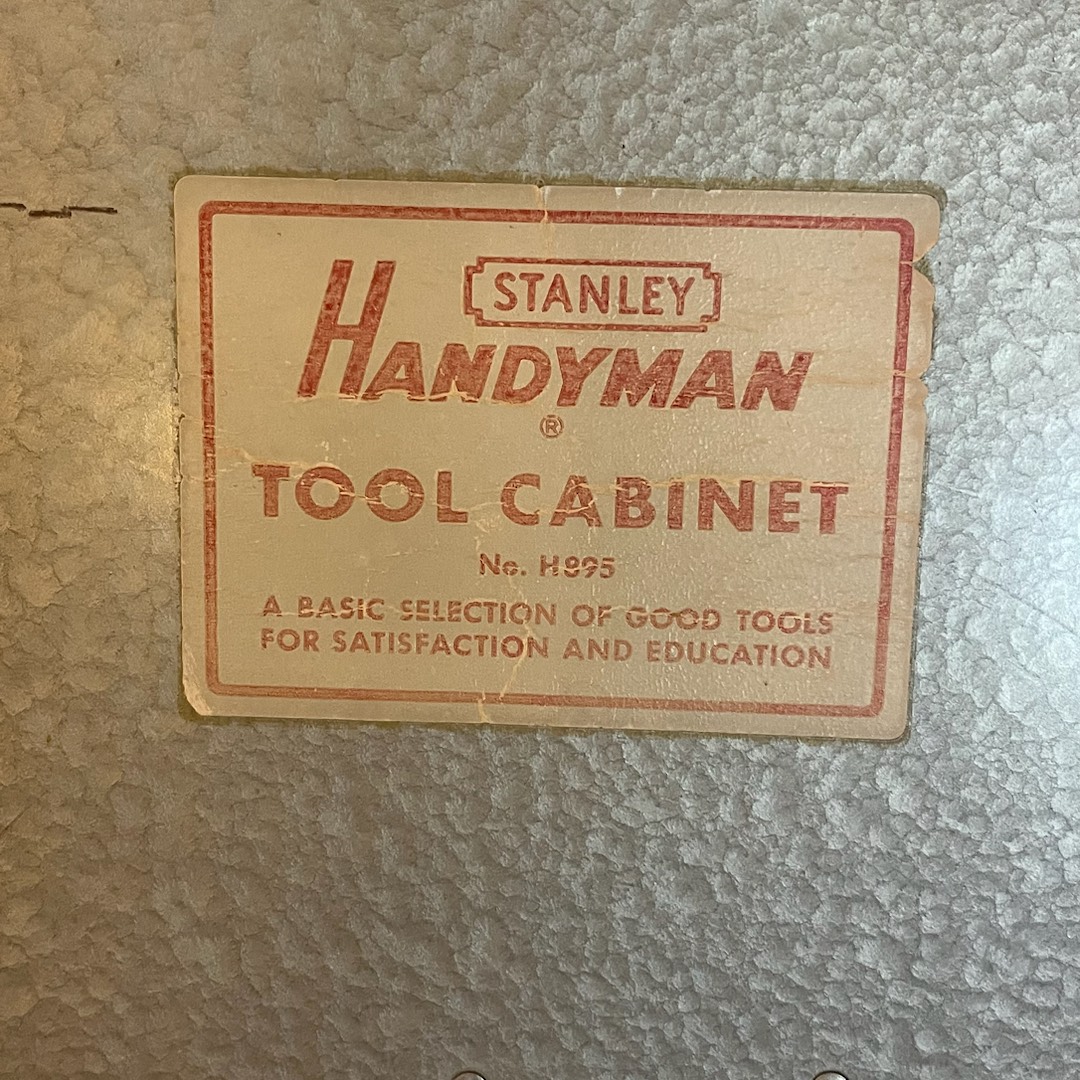 STANLEY
HANDYMAN
®
TOOL CABINET
No. H895
A BASIC SELECTION OF GOOD TOOLS
FOR SATISFACTION AND EDUCATION